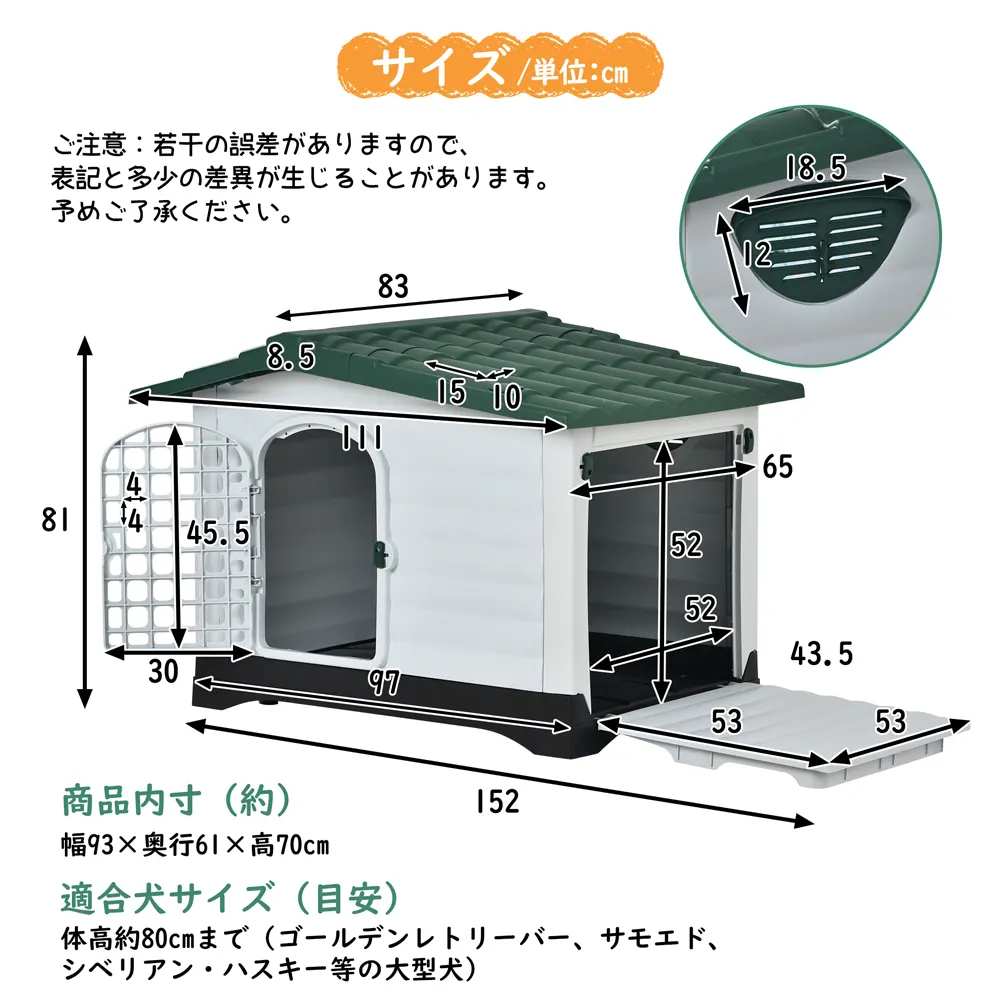 サイズ/単位:cm
ご注意：若干の誤差がありますので、
表記と多少の差異が生じることがあります。
予めご了承ください。
18.5
12
83
8.5
15
10
111
65
4
4
45.5
81
52
52
43.5
30
97
53
53
152
商品内寸（約）
幅93×奥行61×高70cm
適合犬サイズ（目安）
体高約80cmまで（ゴールデンレトリーバー、サモエド、
シベリアン・ハスキー等の大型犬）